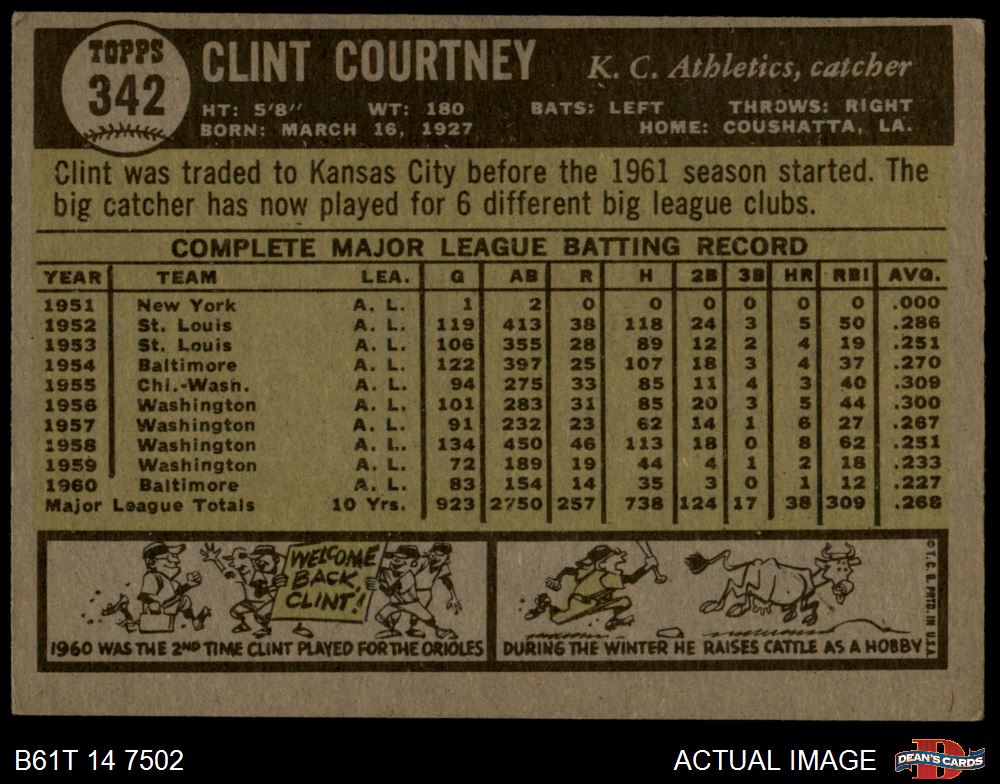 TOPPS
342
CLINT COURTNEY K. C. Athletics, catcher
HT: 5'8" WT: 180 BATS: LEFT THROWS: RIGHT
BORN: MARCH 16, 1927 HOME: COUSHATTA, LA.
Clint was traded to Kansas City before the 1961 season started. The
big catcher has now played for 6 different big league clubs.
COMPLETE MAJOR LEAGUE BATTING RECORD
YEAR TEAM LEA. G AB R H 2B 3B HR RBI AVG.
1951 New York A. L. 1 2 0 0 0 0 0 0 .000
1952 St. Louis A. L. 119 413 38 118 24 3 5 50 .286
1953 St. Louis A. L. 106 355 28 89 12 2 4 19 .251
1954 Baltimore A. L. 122 397 25 107 18 3 4 37 .270
1955 Chi.-Wash. A. L. 94 275 33 85 11 4 3 40 .309
1956 Washington A. L. 101 283 31 85 20 3 5 44 .300
1957 Washington A. L. 91 232 23 62 14 1 6 27 .267
1958 Washington A. L. 134 450 46 113 18 0 8 62 .251
1959 Washington A. L. 72 189 19 44 4 1 2 18 .233
1960 Baltimore A. L. 83 154 14 35 3 0 1 12 .227
Major League Totals 10 Yrs. 923 2750 257 738 124 17 38 309 .268
WELCOME
BACK,
CLINT!
1960 WAS THE 2ND TIME CLINT PLAYED FOR THE ORIOLES
DURING THE WINTER HE RAISES CATTLE AS A HOBBY
© T. C. G. PRTD. IN U.S.A.
B61T 14 7502
ACTUAL IMAGE
DEAN'S CARDS